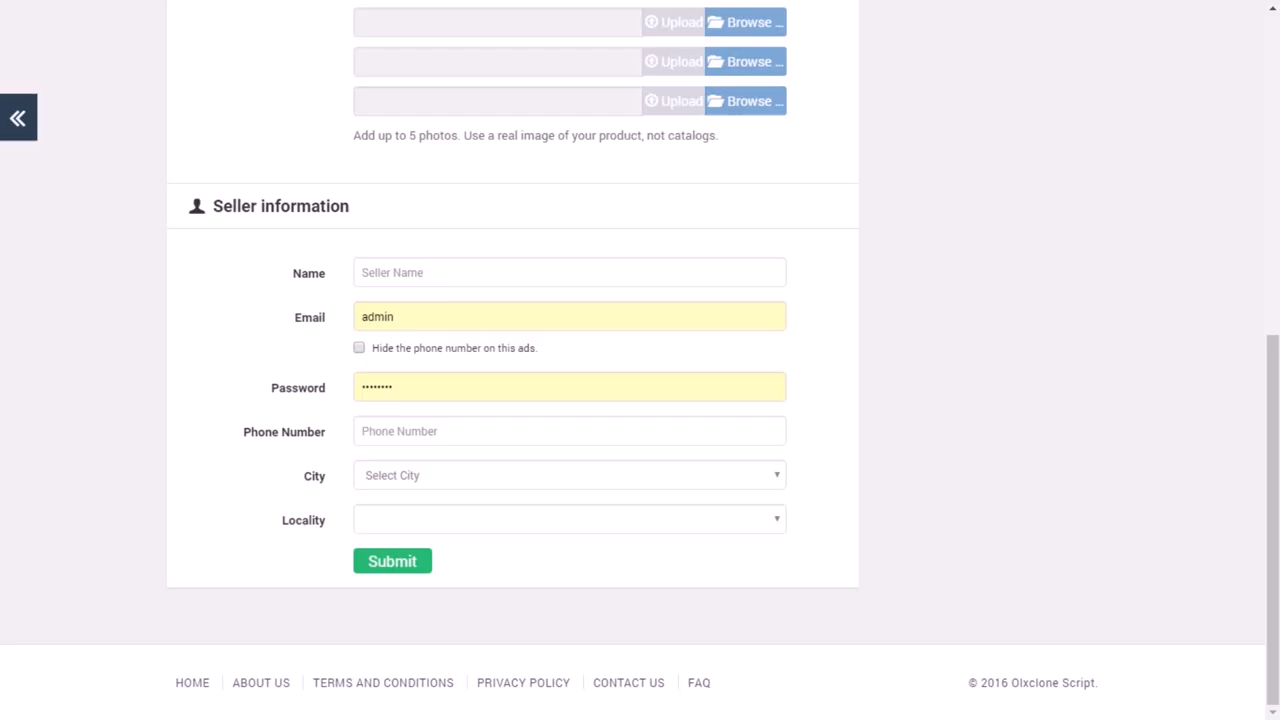 Upload Browse ...
Upload Browse ...
Upload Browse ...
Add up to 5 photos. Use a real image of your product, not catalogs.
Seller information
Name Seller Name
Email admin
Hide the phone number on this ads.
Password ••••••••
Phone Number Phone Number
City Select City
Locality
Submit
HOME ABOUT US TERMS AND CONDITIONS PRIVACY POLICY CONTACT US FAQ © 2016 Olxclone Script.